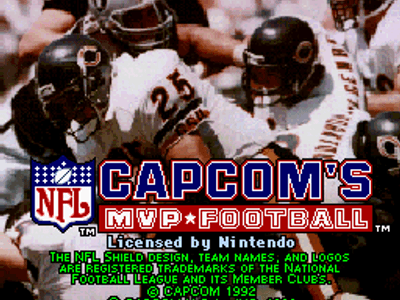 25
NFL
CAPCOM'S
MVP★FOOTBALL
TM
TM
Licensed by Nintendo
THE NFL SHIELD DESIGN, TEAM NAMES, AND LOGOS
ARE REGISTERED TRADEMARKS OF THE NATIONAL
FOOTBALL LEAGUE AND ITS MEMBER CLUBS.
© CAPCOM 1992